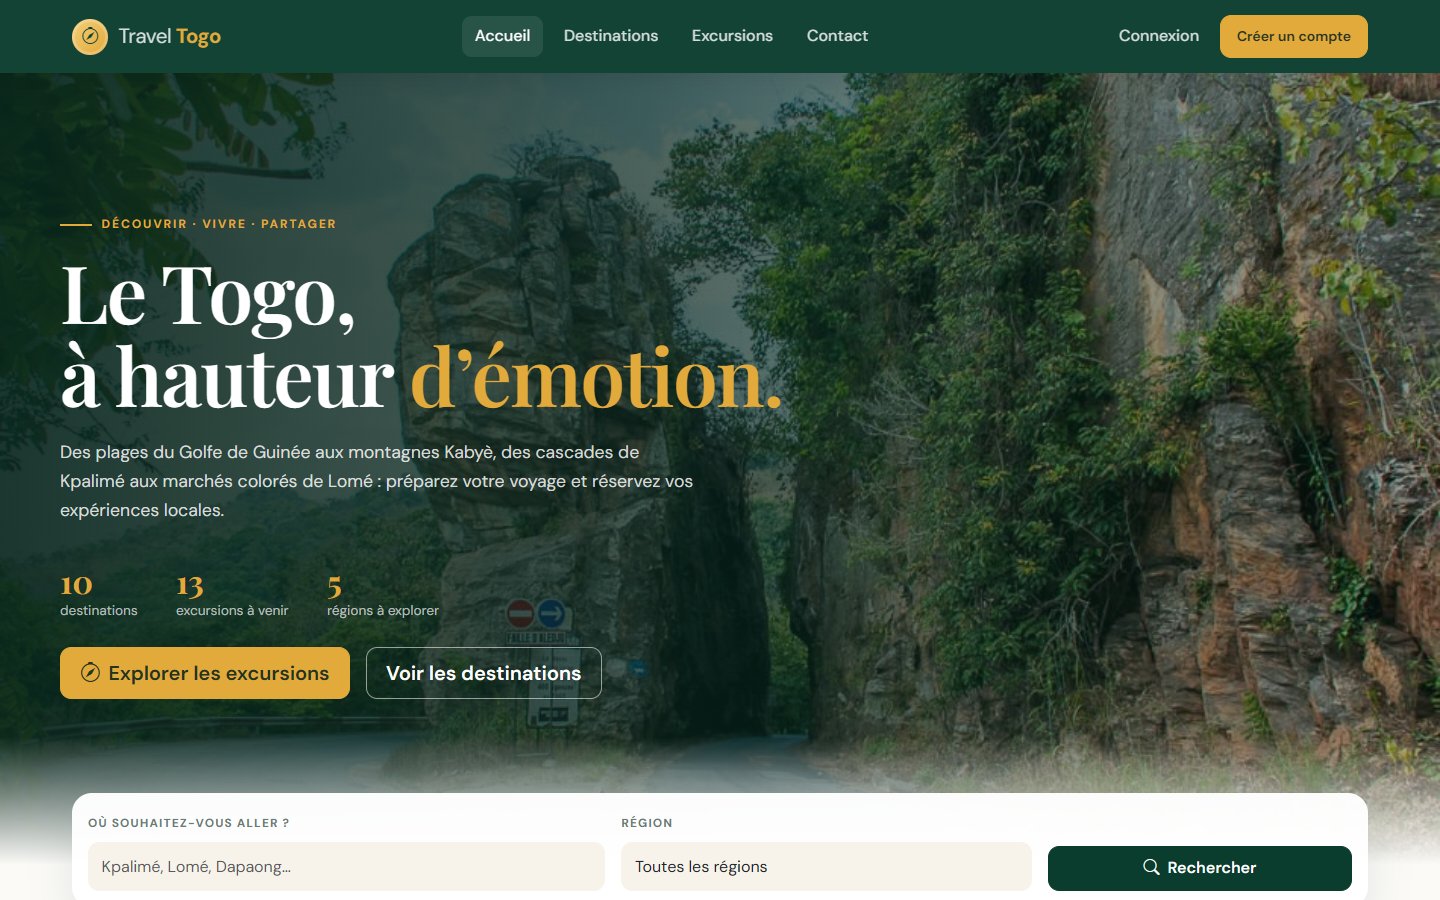 Travel Togo
Accueil
Destinations
Excursions
Contact
Connexion
Créer un compte
DÉCOUVRIR · VIVRE · PARTAGER
Le Togo,
à hauteur d’émotion.
Des plages du Golfe de Guinée aux montagnes Kabyè, des cascades de
Kpalimé aux marchés colorés de Lomé : préparez votre voyage et réservez vos
expériences locales.
10
destinations
13
excursions à venir
5
régions à explorer
Explorer les excursions
Voir les destinations
OÙ SOUHAITEZ-VOUS ALLER ?
Kpalimé, Lomé, Dapaong...
RÉGION
Toutes les régions
Rechercher